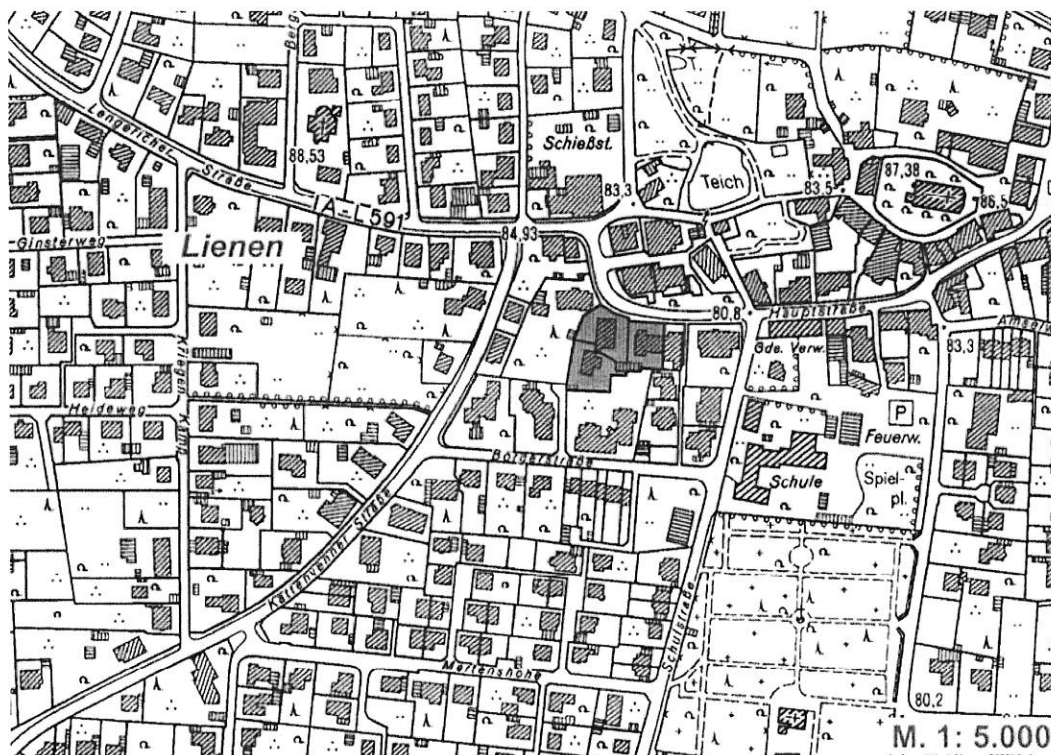 Schießst.
Lengericher
Straße
88,53
I A - L 591
83,3
Teich
83,5
87,38
86,5
Ginsterweg
Lienen
84,93
80,8
Hauptstraße
Gde. Verw.
83,3
Kriegers
Kamp
Heideweg
P
Feuerw.
Schule
Spiel-
pl.
Kattenvenner Straße
Schulstraße
Mertenshöhe
80,2
M. 1: 5.000